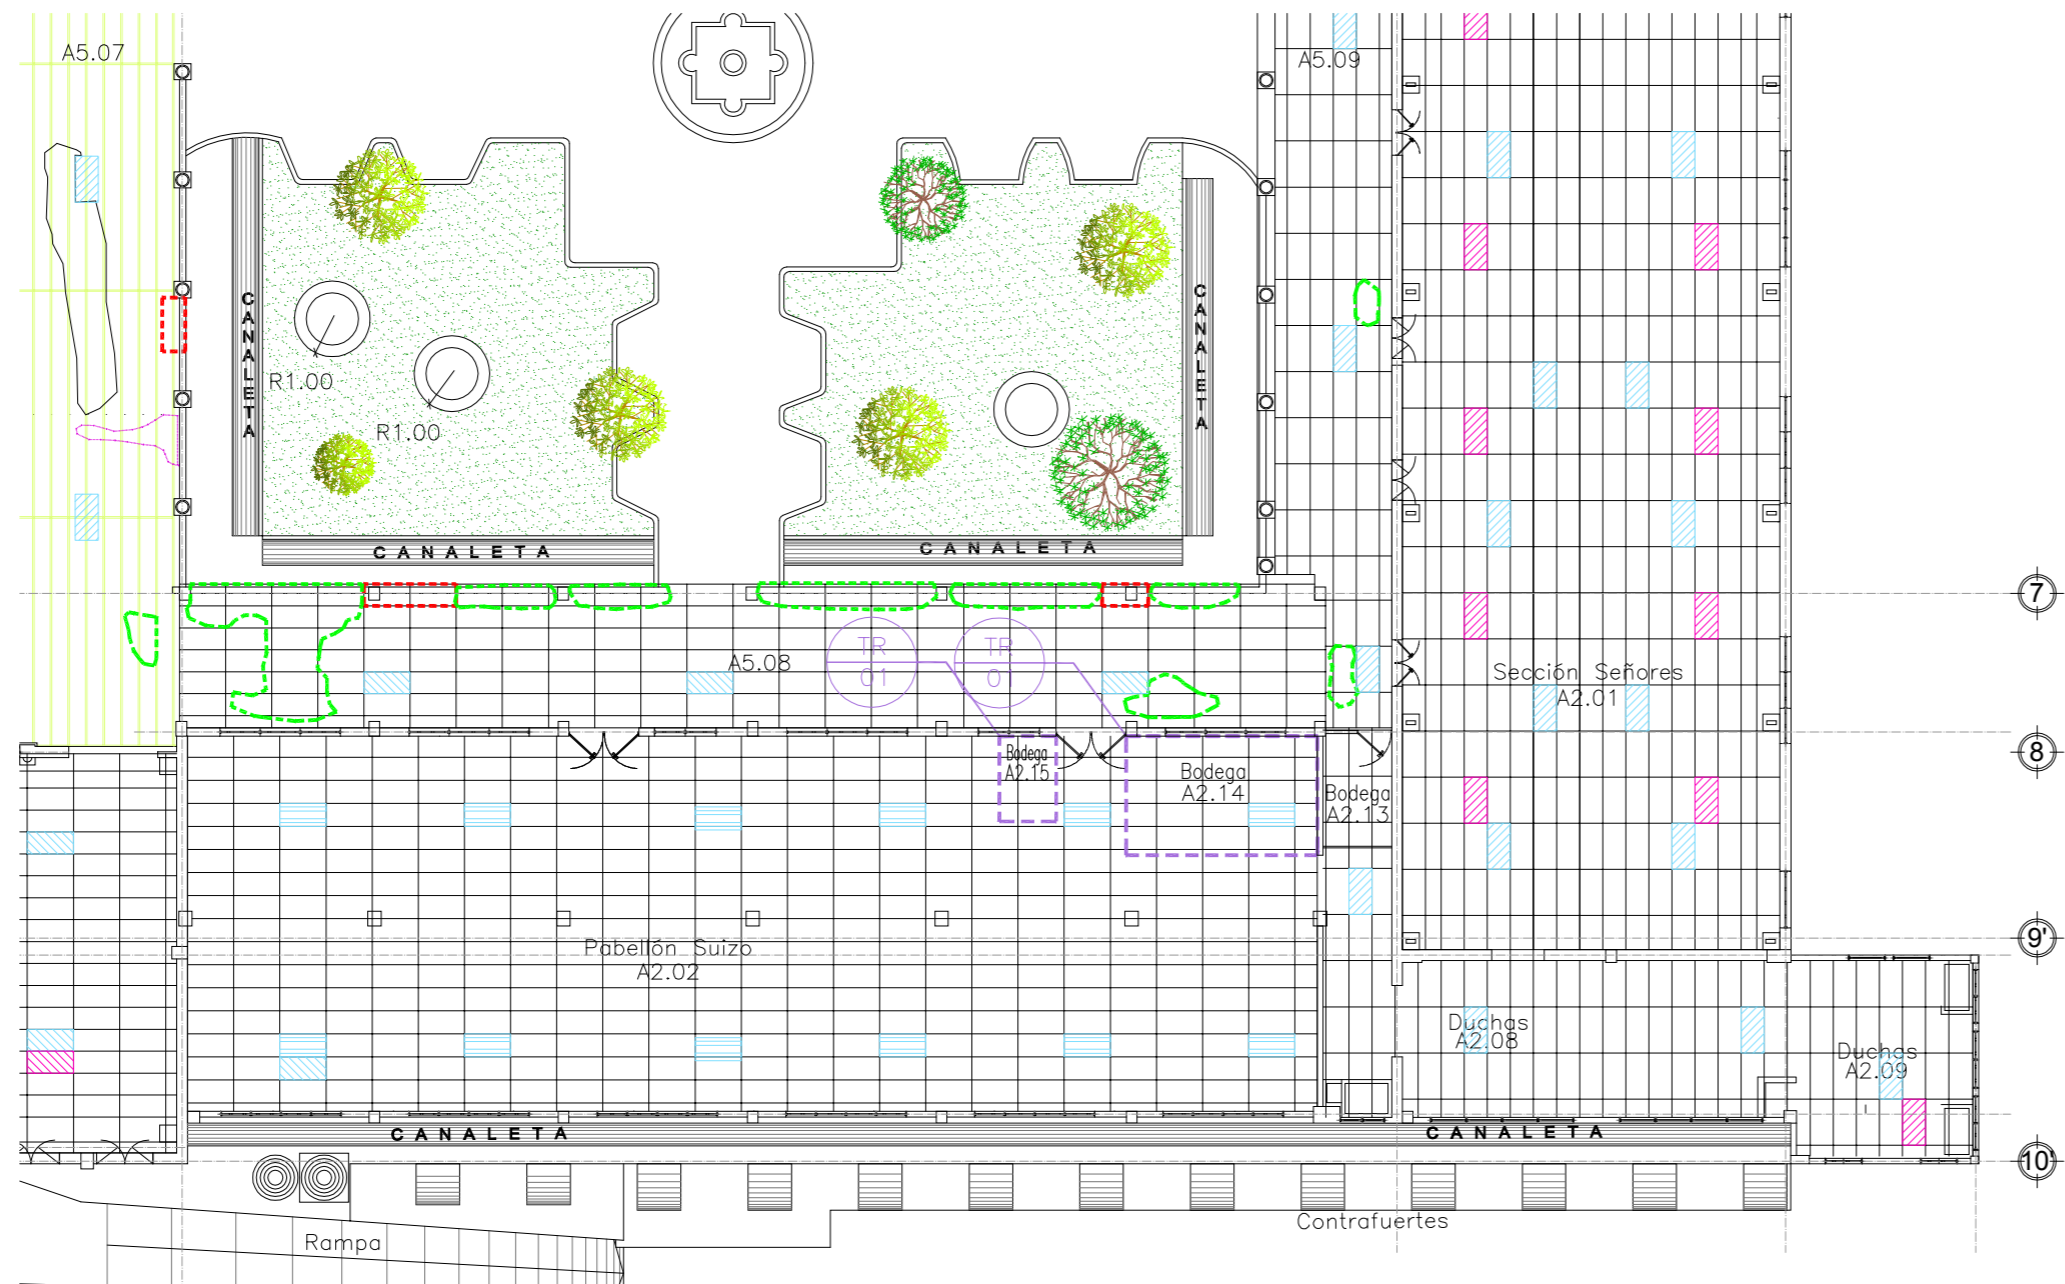 A5.07
A5.09
CANALETA
CANALETA
R1.00
R1.00
CANALETA
CANALETA
7
TR
01
TR
01
A5.08
Sección Señores
A2.01
8
Bodega
A2.15
Bodega
A2.14
Bodega
A2.13
Pabellón Suizo
A2.02
9'
Duchas
A2.08
Duchas
A2.09
CANALETA
CANALETA
10'
Contrafuertes
Rampa